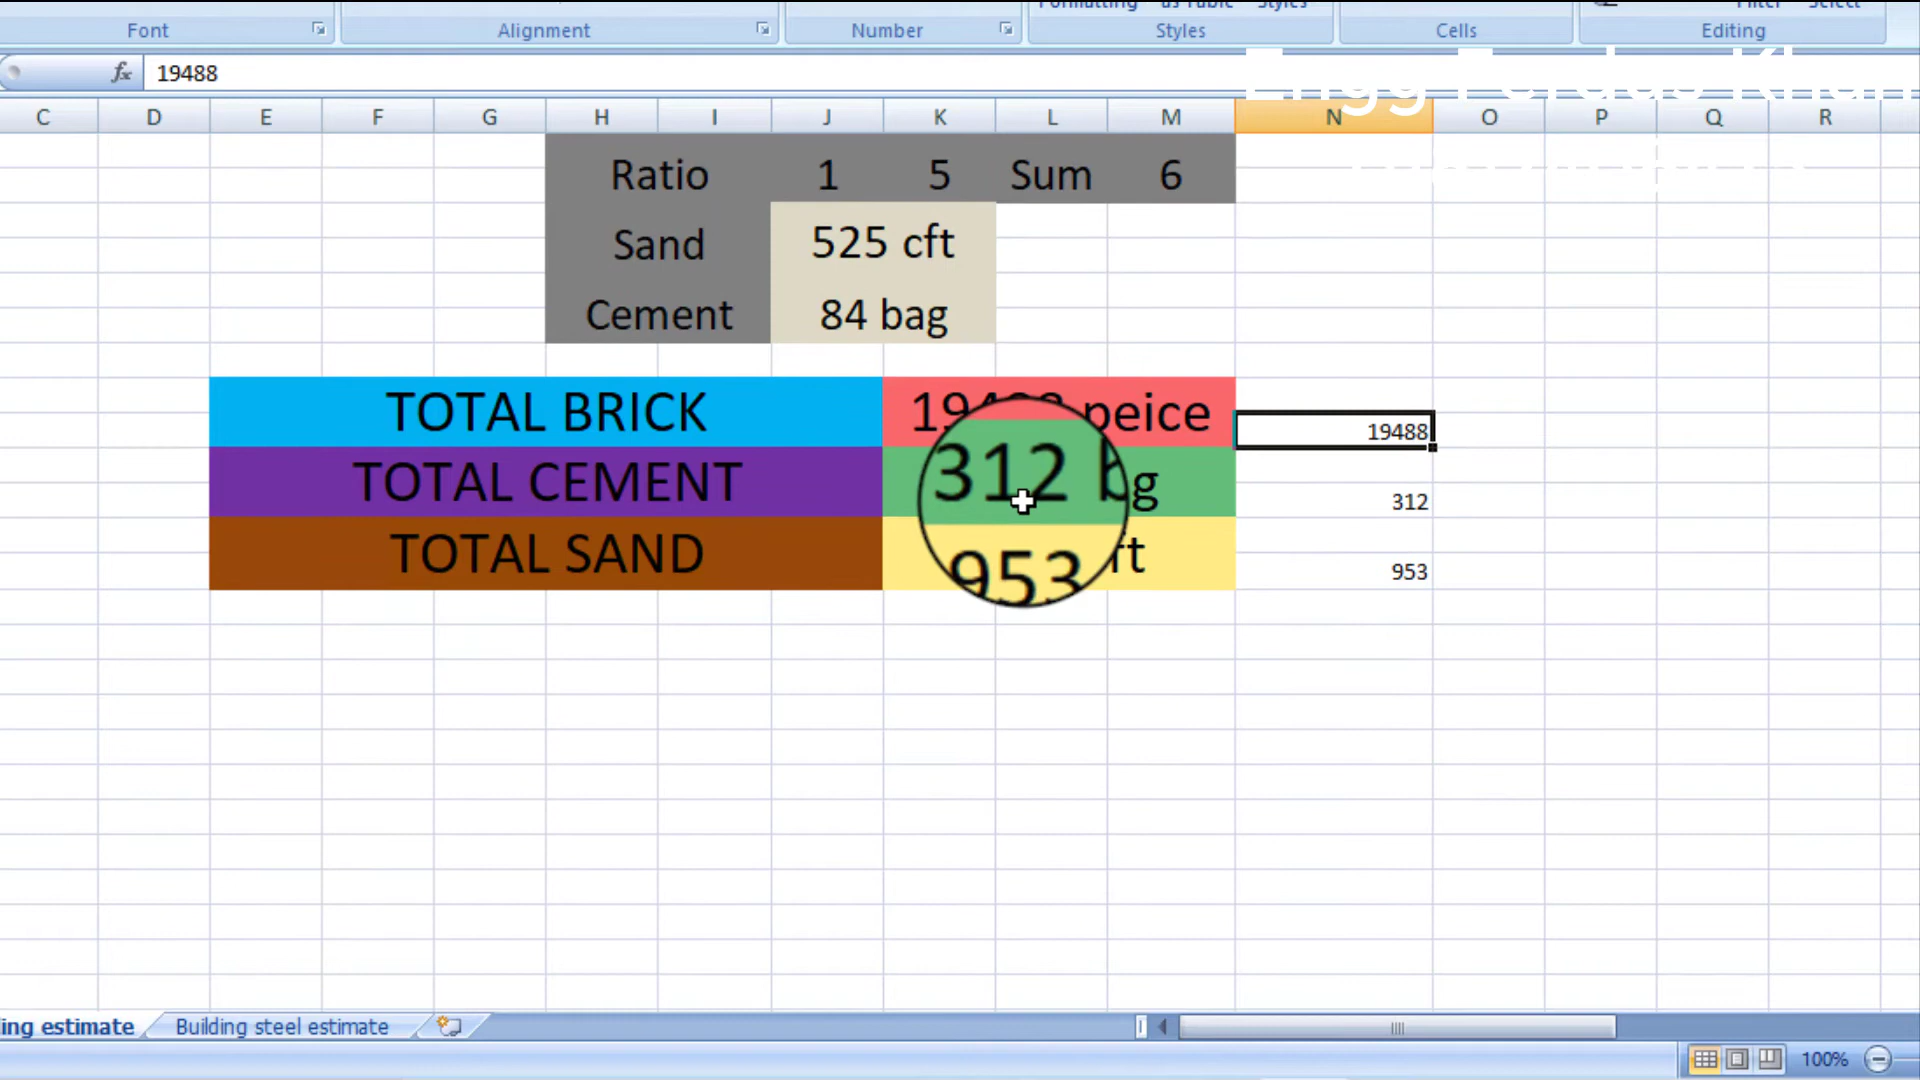 Font Alignment Number Styles Cells Editing
fx 19488
C D E F G H I J K L M N O P Q R
Ratio 1 5 Sum 6
Sand 525 cft
Cement 84 bag
TOTAL BRICK peice 19488
TOTAL CEMENT 312 312
TOTAL SAND 953 953
ing estimate Building steel estimate
100%